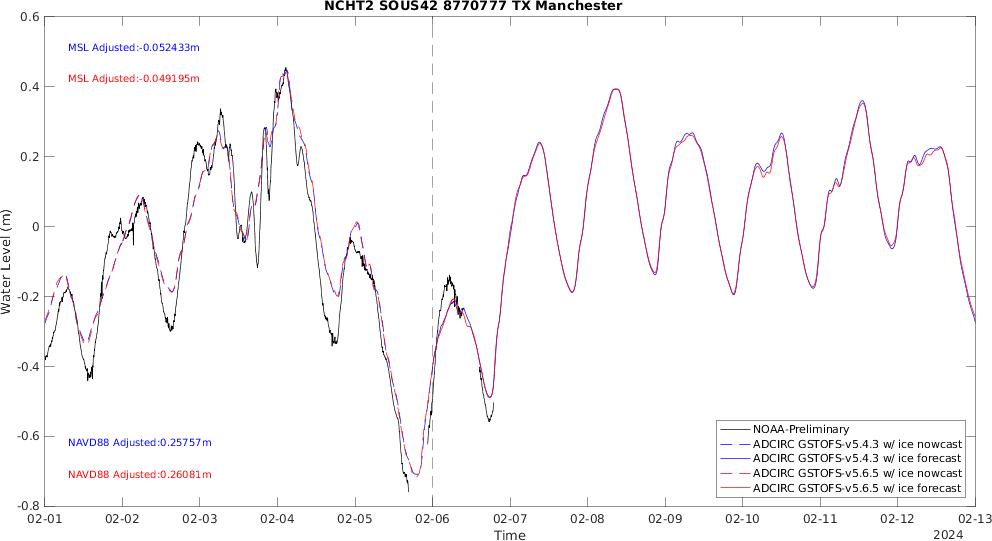 NCHT2 SOUS42 8770777 TX Manchester
0.6
MSL Adjusted:-0.052433m
0.4
MSL Adjusted:-0.049195m
0.2
0
Water Level (m)
-0.2
-0.4
NOAA-Preliminary
-0.6
NAVD88 Adjusted:0.25757m
ADCIRC GSTOFS-v5.4.3 w/ ice nowcast
ADCIRC GSTOFS-v5.4.3 w/ ice forecast
NAVD88 Adjusted:0.26081m
ADCIRC GSTOFS-v5.6.5 w/ ice nowcast
ADCIRC GSTOFS-v5.6.5 w/ ice forecast
-0.8
02-01 02-02 02-03 02-04 02-05 02-06 02-07 02-08 02-09 02-10 02-11 02-12 02-13
Time
2024